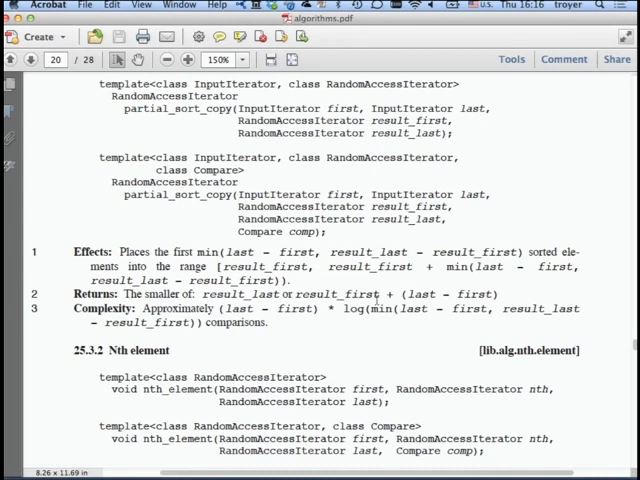 Acrobat File Edit View Window Help U.S. Thu 16:16 troyer
algorithms.pdf
Create
20 / 28 150% Tools Comment Share
template<class InputIterator, class RandomAccessIterator>
RandomAccessIterator
partial_sort_copy(InputIterator first, InputIterator last,
RandomAccessIterator result_first,
RandomAccessIterator result_last);
template<class InputIterator, class RandomAccessIterator,
class Compare>
RandomAccessIterator
partial_sort_copy(InputIterator first, InputIterator last,
RandomAccessIterator result_first,
RandomAccessIterator result_last,
Compare comp);
1 Effects: Places the first min(last - first, result_last - result_first) sorted ele-
ments into the range [result_first, result_first + min(last - first,
result_last - result_first)).
2 Returns: The smaller of: result_last or result_first + (last - first)
3 Complexity: Approximately (last - first) * log(min(last - first, result_last
- result_first)) comparisons.
25.3.2 Nth element [lib.alg.nth.element]
template<class RandomAccessIterator>
void nth_element(RandomAccessIterator first, RandomAccessIterator nth,
RandomAccessIterator last);
template<class RandomAccessIterator, class Compare>
void nth_element(RandomAccessIterator first, RandomAccessIterator nth,
RandomAccessIterator last, Compare comp);
8.26 x 11.69 in